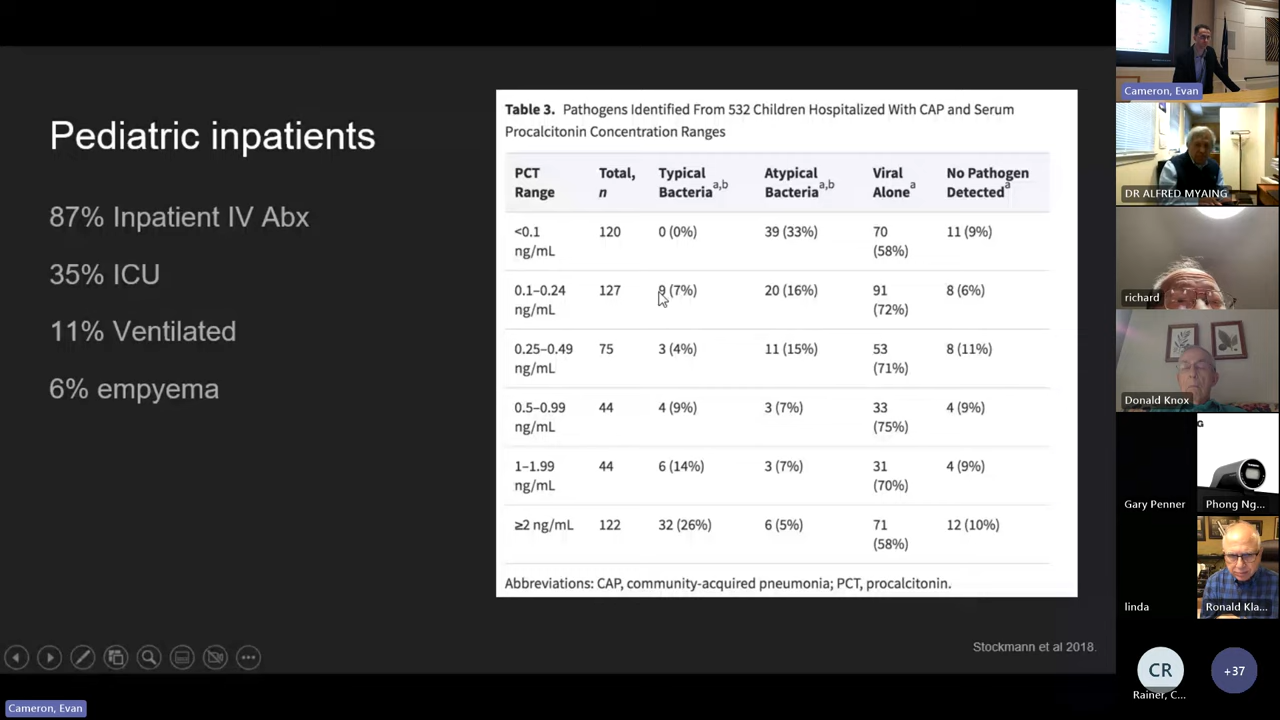 Pediatric inpatients
87% Inpatient IV Abx
35% ICU
11% Ventilated
6% empyema
Table 3. Pathogens Identified From 532 Children Hospitalized With CAP and Serum
Procalcitonin Concentration Ranges
PCT Range Total, n Typical Bacteria a,b Atypical Bacteria a,b Viral Alone a No Pathogen Detected a
<0.1 ng/mL 120 0 (0%) 39 (33%) 70 (58%) 11 (9%)
0.1–0.24 ng/mL 127 9 (7%) 20 (16%) 91 (72%) 8 (6%)
0.25–0.49 ng/mL 75 3 (4%) 11 (15%) 53 (71%) 8 (11%)
0.5–0.99 ng/mL 44 4 (9%) 3 (7%) 33 (75%) 4 (9%)
1–1.99 ng/mL 44 6 (14%) 3 (7%) 31 (70%) 4 (9%)
≥2 ng/mL 122 32 (26%) 6 (5%) 71 (58%) 12 (10%)
Abbreviations: CAP, community-acquired pneumonia; PCT, procalcitonin.
Stockmann et al 2018.
Cameron, Evan
Cameron, Evan
DR ALFRED MYAING
richard
Donald Knox
Gary Penner
Phong Ng...
linda
Ronald Kla...
CR
Rainer, C...
+37